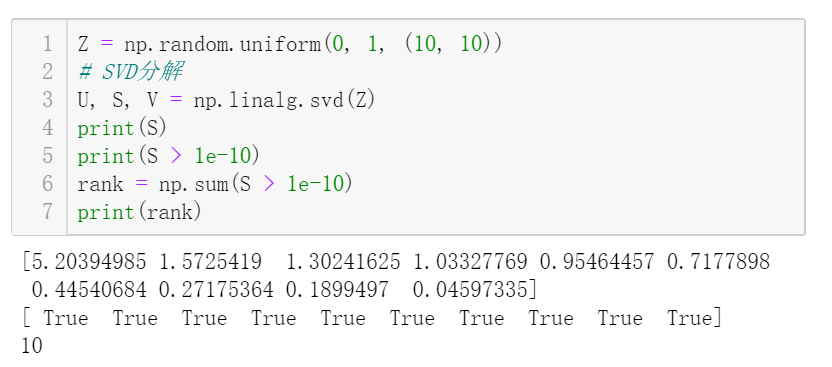 1 Z = np.random.uniform(0, 1, (10, 10))
2 # SVD分解
3 U, S, V = np.linalg.svd(Z)
4 print(S)
5 print(S > 1e-10)
6 rank = np.sum(S > 1e-10)
7 print(rank)
[5.20394985 1.5725419  1.30241625 1.03327769 0.95464457 0.7177898
 0.44540684 0.27175364 0.1899497  0.04597335]
[ True  True  True  True  True  True  True  True  True  True]
10